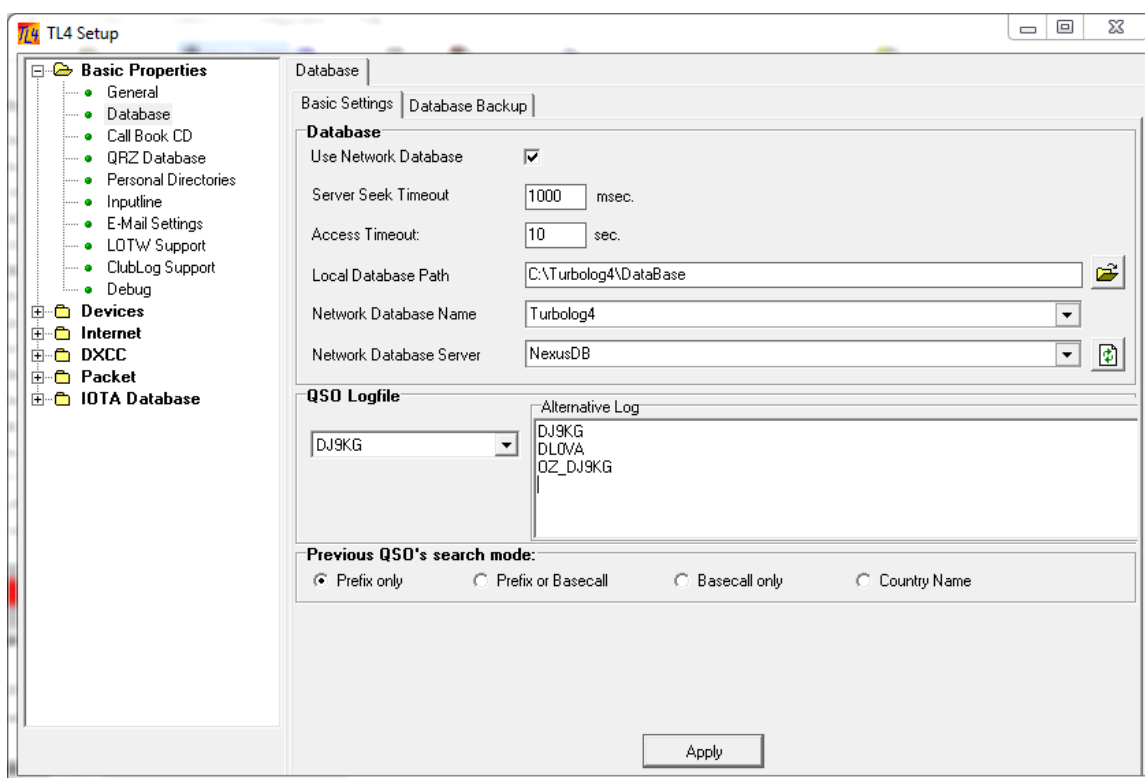 TL4 TL4 Setup
Basic Properties
General
Database
Call Book CD
QRZ Database
Personal Directories
Inputline
E-Mail Settings
LOTW Support
ClubLog Support
Debug
Devices
Internet
DXCC
Packet
IOTA Database
Database
Basic Settings Database Backup
Database
Use Network Database
Server Seek Timeout 1000 msec.
Access Timeout: 10 sec.
Local Database Path C:\Turbolog4\DataBase
Network Database Name Turbolog4
Network Database Server NexusDB
QSO Logfile
DJ9KG
Alternative Log
DJ9KG
DL0VA
OZ_DJ9KG
Previous QSO's search mode:
Prefix only Prefix or Basecall Basecall only Country Name
Apply